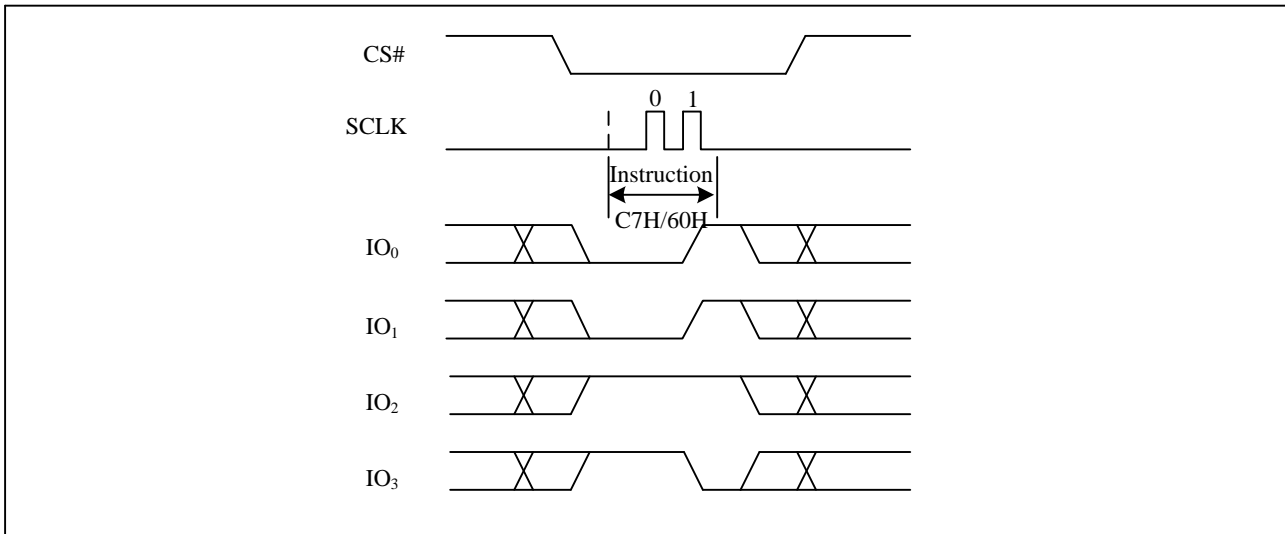 CS#
0 1
SCLK
Instruction
C7H/60H
IO₀
IO₁
IO₂
IO₃